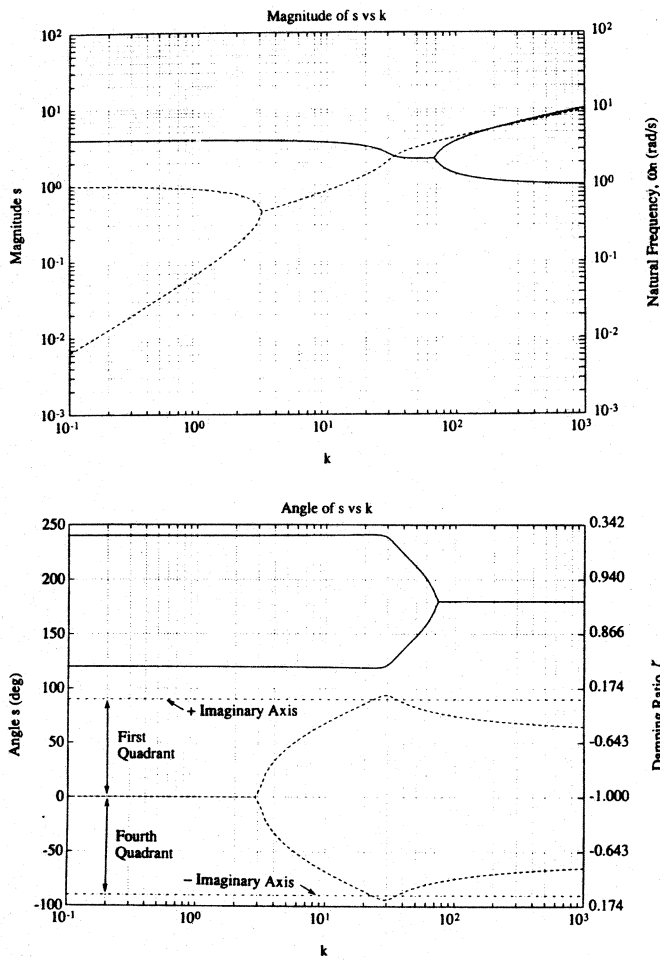 Magnitude of s vs k
10²
10¹
10⁰
10⁻¹
10⁻²
10⁻³
Magnitude s
10²
10¹
10⁰
10⁻¹
10⁻²
10⁻³
Natural Frequency, ωn (rad/s)
10⁻¹ 10⁰ 10¹ 10² 10³
k
Angle of s vs k
250
200
150
100
50
0
-50
-100
Angle s (deg)
+ Imaginary Axis
First
Quadrant
Fourth
Quadrant
− Imaginary Axis
0.342
0.940
0.866
0.174
-0.643
-1.000
-0.643
0.174
Damping Ratio,
10⁻¹ 10⁰ 10¹ 10² 10³
k